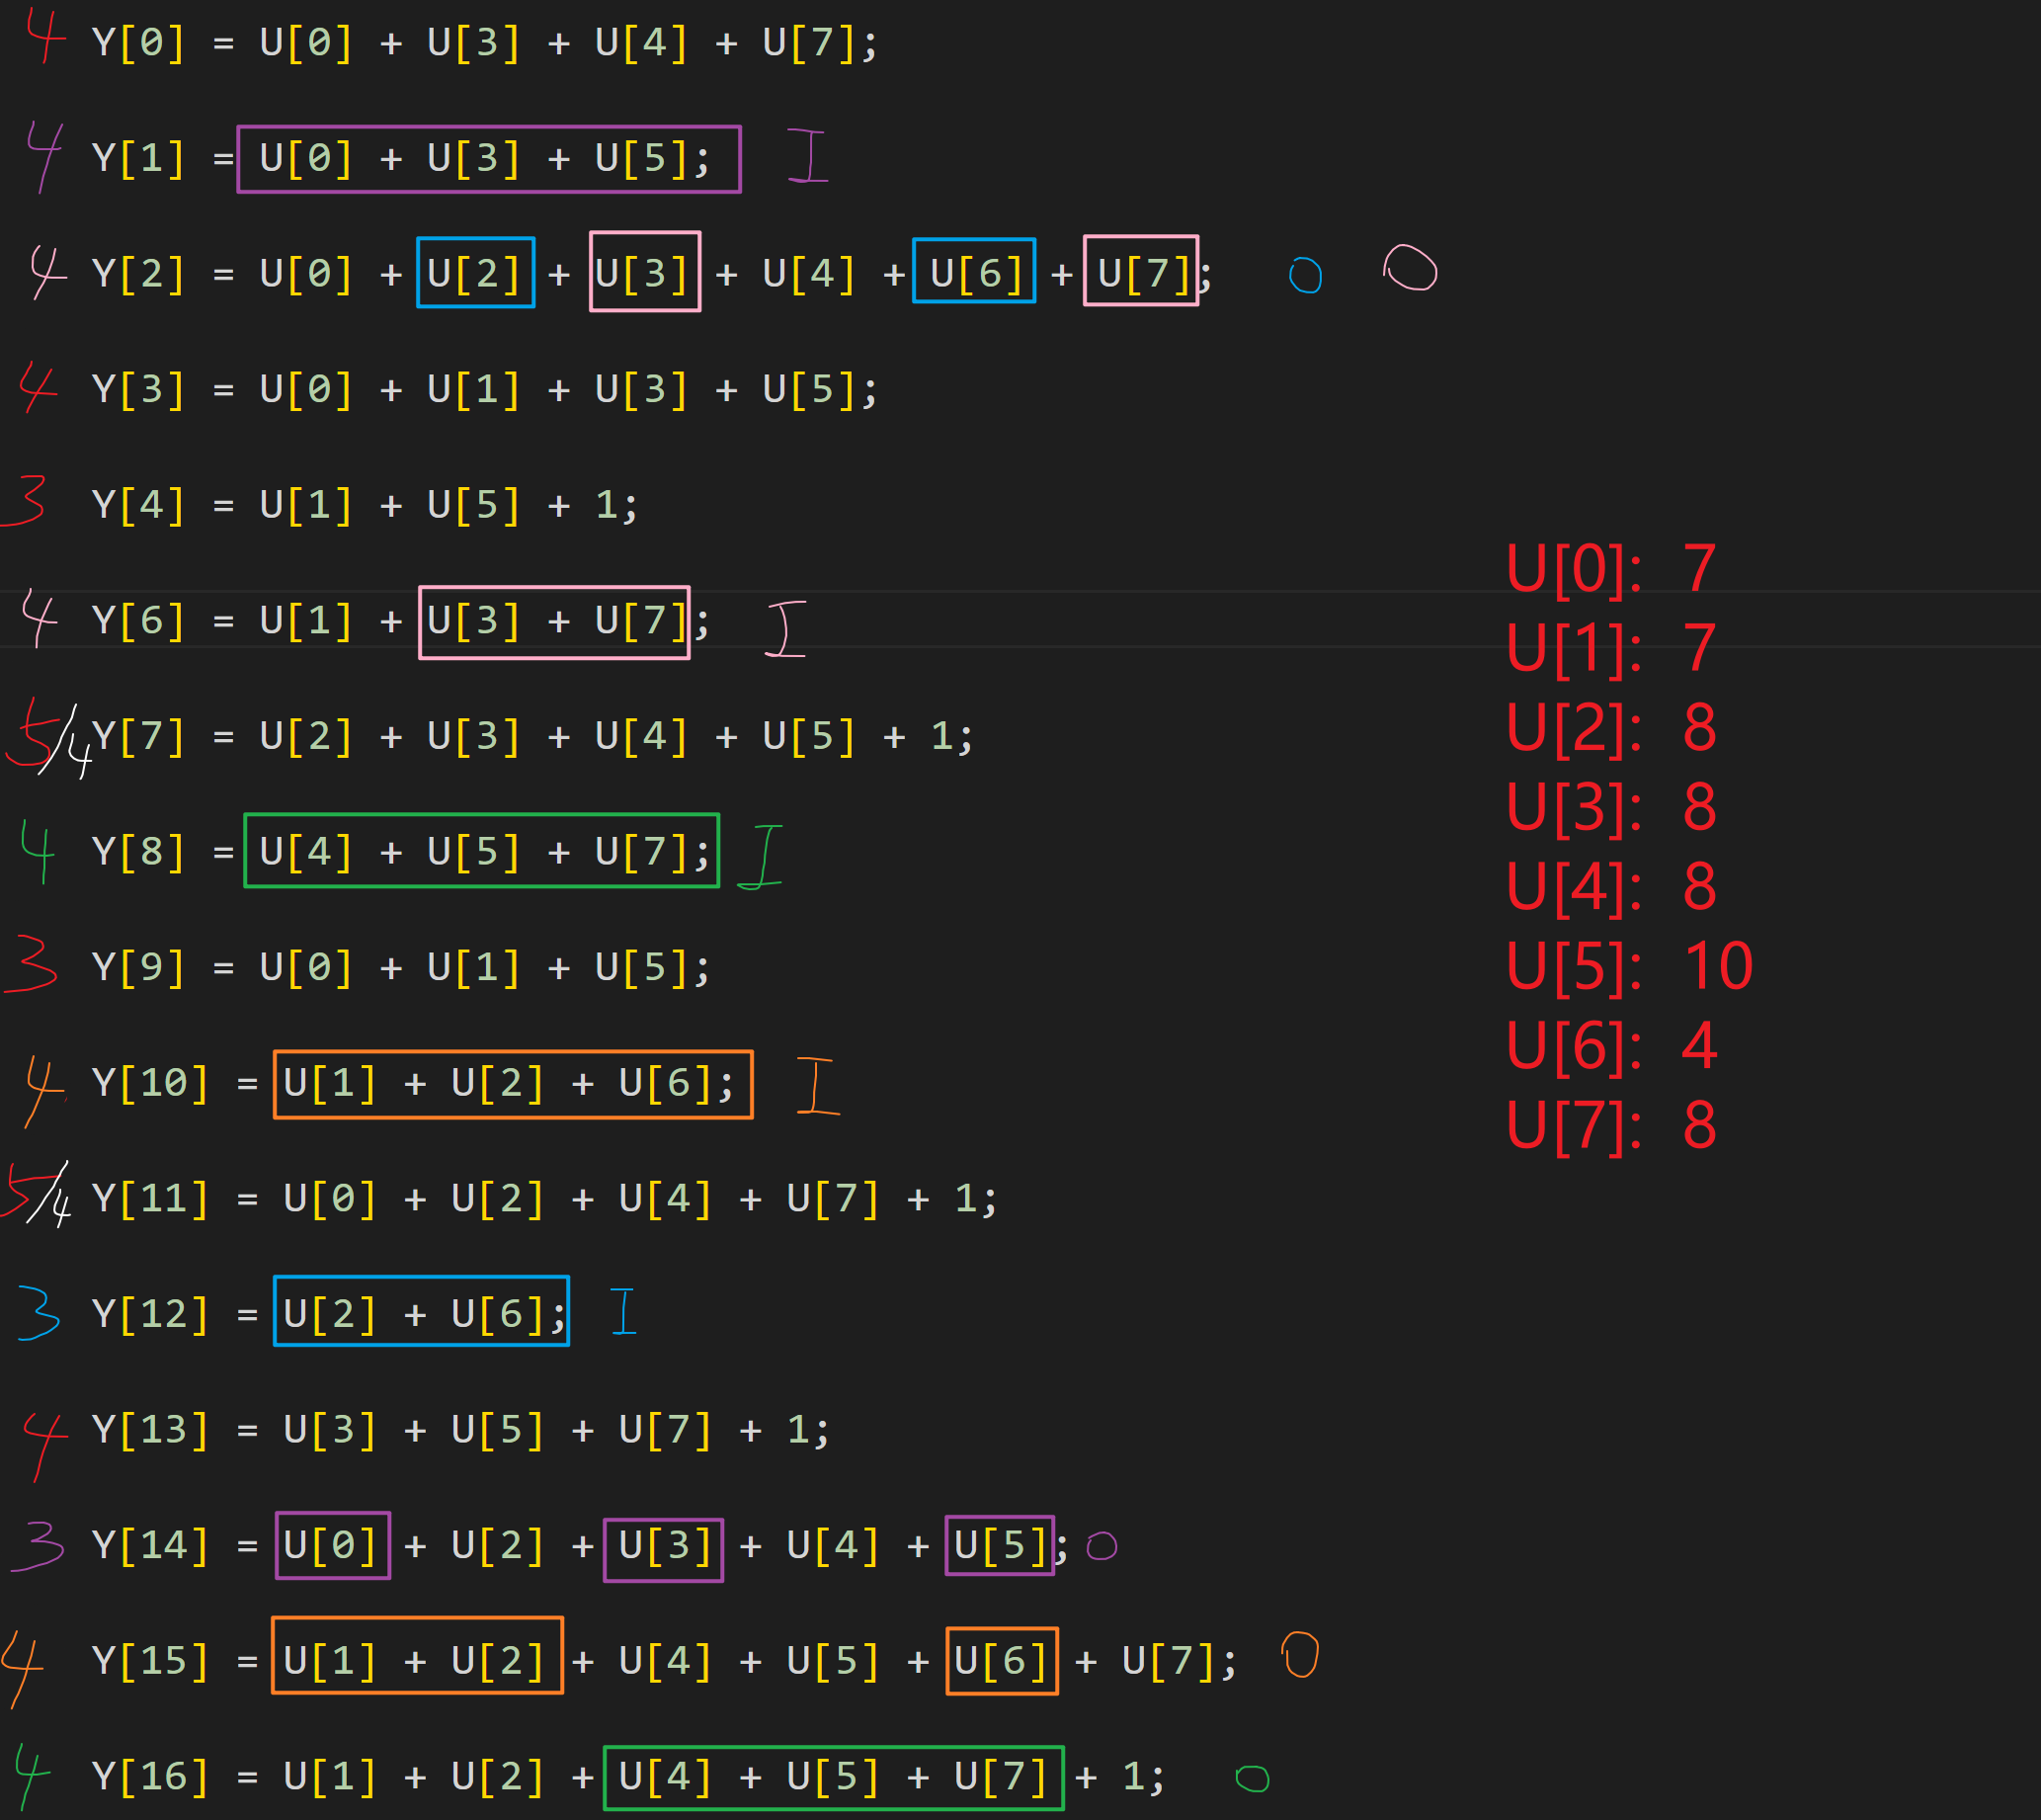 4 Y[0] = U[0] + U[3] + U[4] + U[7];
4 Y[1] = U[0] + U[3] + U[5]; I
4 Y[2] = U[0] + U[2] + U[3] + U[4] + U[6] + U[7]; O O
4 Y[3] = U[0] + U[1] + U[3] + U[5];
3 Y[4] = U[1] + U[5] + 1;
4 Y[6] = U[1] + U[3] + U[7]; I
5/4 Y[7] = U[2] + U[3] + U[4] + U[5] + 1;
4 Y[8] = U[4] + U[5] + U[7]; I
3 Y[9] = U[0] + U[1] + U[5];
4 Y[10] = U[1] + U[2] + U[6]; I
5/4 Y[11] = U[0] + U[2] + U[4] + U[7] + 1;
3 Y[12] = U[2] + U[6]; I
4 Y[13] = U[3] + U[5] + U[7] + 1;
3 Y[14] = U[0] + U[2] + U[3] + U[4] + U[5]; O
4 Y[15] = U[1] + U[2] + U[4] + U[5] + U[6] + U[7]; O
4 Y[16] = U[1] + U[2] + U[4] + U[5] + U[7] + 1; O
U[0]: 7
U[1]: 7
U[2]: 8
U[3]: 8
U[4]: 8
U[5]: 10
U[6]: 4
U[7]: 8